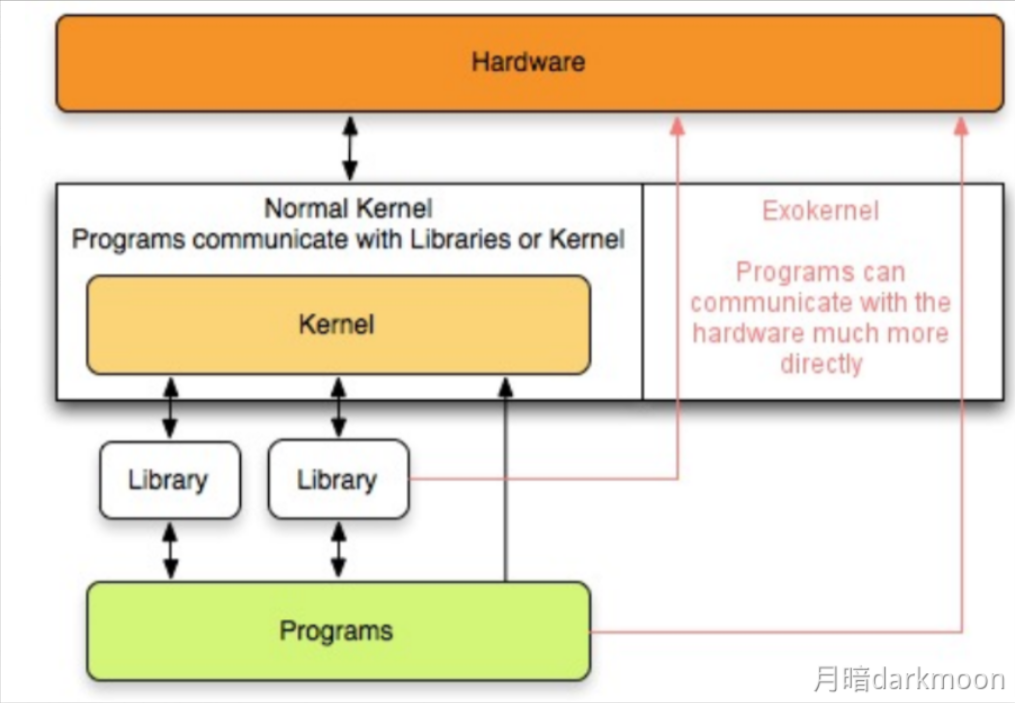 Hardware
Normal Kernel
Programs communicate with Libraries or Kernel
Kernel
Exokernel
Programs can
communicate with the
hardware much more
directly
Library
Library
Programs
月暗darkmoon